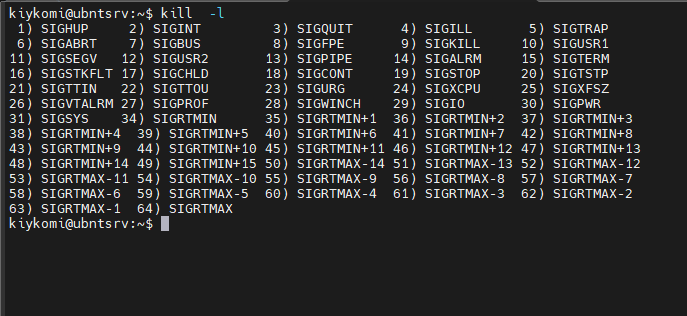 kiykomi@ubntsrv:~$ kill  -l
 1) SIGHUP	 2) SIGINT	 3) SIGQUIT	 4) SIGILL	 5) SIGTRAP
 6) SIGABRT	 7) SIGBUS	 8) SIGFPE	 9) SIGKILL	10) SIGUSR1
11) SIGSEGV	12) SIGUSR2	13) SIGPIPE	14) SIGALRM	15) SIGTERM
16) SIGSTKFLT	17) SIGCHLD	18) SIGCONT	19) SIGSTOP	20) SIGTSTP
21) SIGTTIN	22) SIGTTOU	23) SIGURG	24) SIGXCPU	25) SIGXFSZ
26) SIGVTALRM	27) SIGPROF	28) SIGWINCH	29) SIGIO	30) SIGPWR
31) SIGSYS	34) SIGRTMIN	35) SIGRTMIN+1	36) SIGRTMIN+2	37) SIGRTMIN+3
38) SIGRTMIN+4	39) SIGRTMIN+5	40) SIGRTMIN+6	41) SIGRTMIN+7	42) SIGRTMIN+8
43) SIGRTMIN+9	44) SIGRTMIN+10	45) SIGRTMIN+11	46) SIGRTMIN+12	47) SIGRTMIN+13
48) SIGRTMIN+14	49) SIGRTMIN+15	50) SIGRTMAX-14	51) SIGRTMAX-13	52) SIGRTMAX-12
53) SIGRTMAX-11	54) SIGRTMAX-10	55) SIGRTMAX-9	56) SIGRTMAX-8	57) SIGRTMAX-7
58) SIGRTMAX-6	59) SIGRTMAX-5	60) SIGRTMAX-4	61) SIGRTMAX-3	62) SIGRTMAX-2
63) SIGRTMAX-1	64) SIGRTMAX
kiykomi@ubntsrv:~$